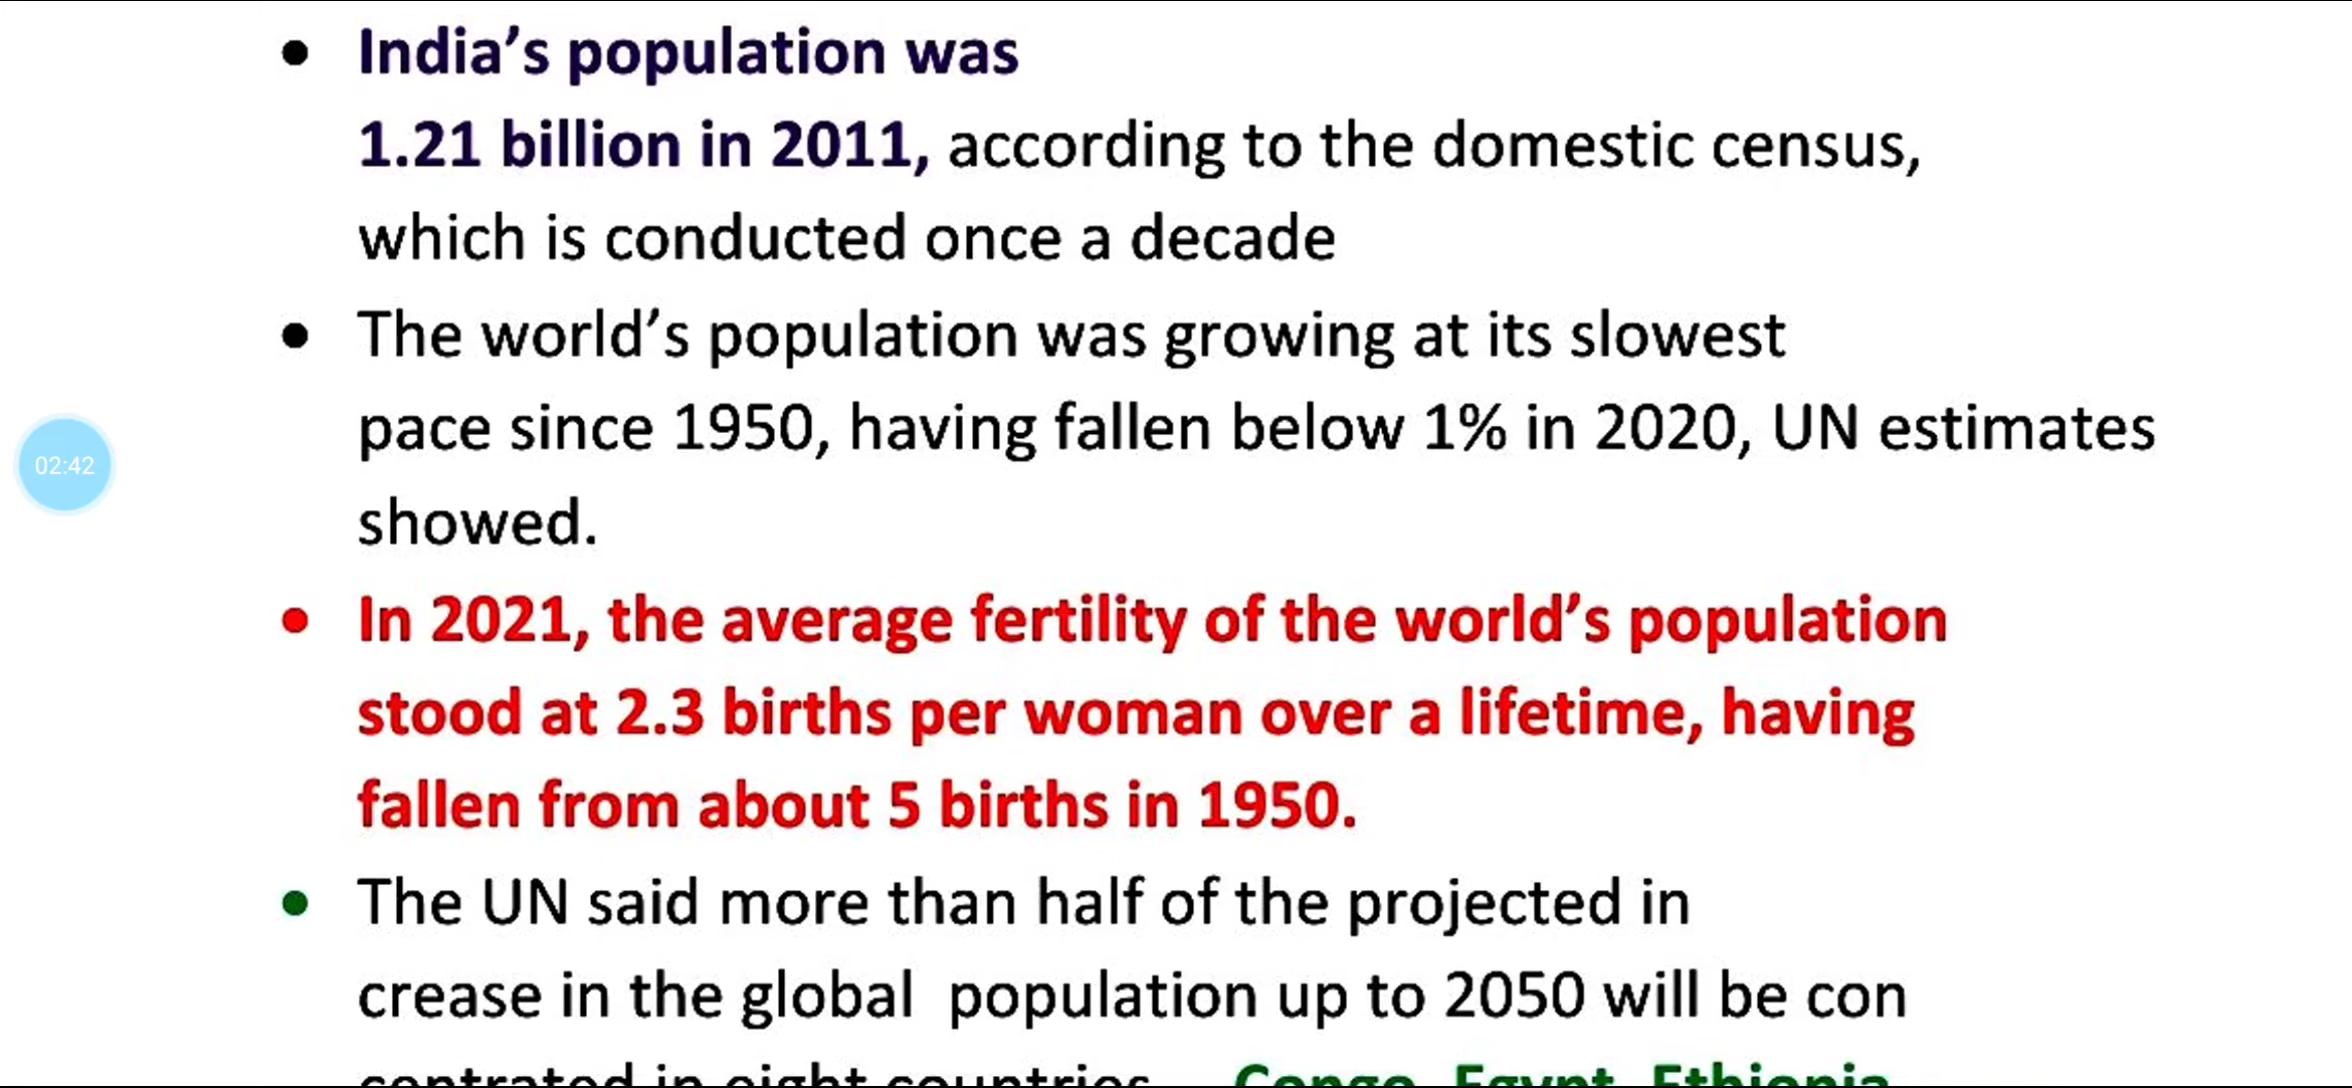 • India’s population was
1.21 billion in 2011, according to the domestic census,
which is conducted once a decade
• The world’s population was growing at its slowest
pace since 1950, having fallen below 1% in 2020, UN estimates
showed.
02:42
• In 2021, the average fertility of the world’s population
stood at 2.3 births per woman over a lifetime, having
fallen from about 5 births in 1950.
• The UN said more than half of the projected in
crease in the global population up to 2050 will be con
centrated in eight countries Congo, Egypt, Ethiopia